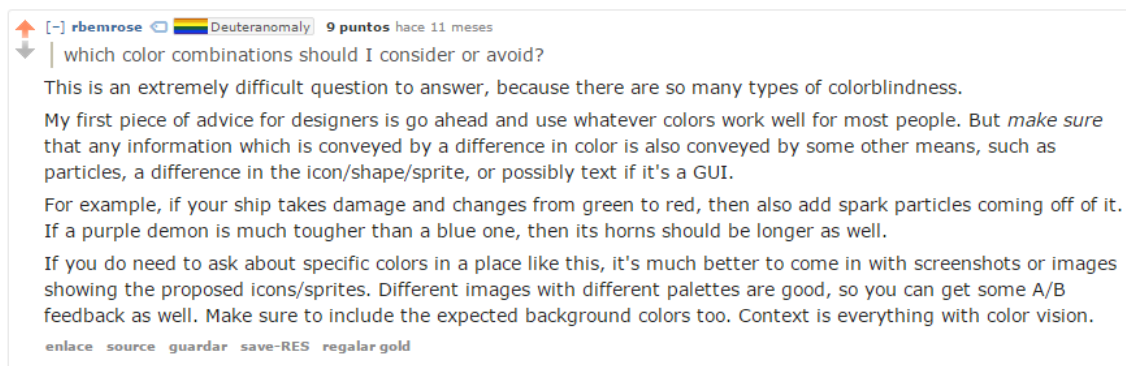 [-] rbemrose Deuteranomaly 9 puntos hace 11 meses
which color combinations should I consider or avoid?
This is an extremely difficult question to answer, because there are so many types of colorblindness.
My first piece of advice for designers is go ahead and use whatever colors work well for most people. But make sure
that any information which is conveyed by a difference in color is also conveyed by some other means, such as
particles, a difference in the icon/shape/sprite, or possibly text if it's a GUI.
For example, if your ship takes damage and changes from green to red, then also add spark particles coming off of it.
If a purple demon is much tougher than a blue one, then its horns should be longer as well.
If you do need to ask about specific colors in a place like this, it's much better to come in with screenshots or images
showing the proposed icons/sprites. Different images with different palettes are good, so you can get some A/B
feedback as well. Make sure to include the expected background colors too. Context is everything with color vision.
enlace source guardar save-RES regalar gold